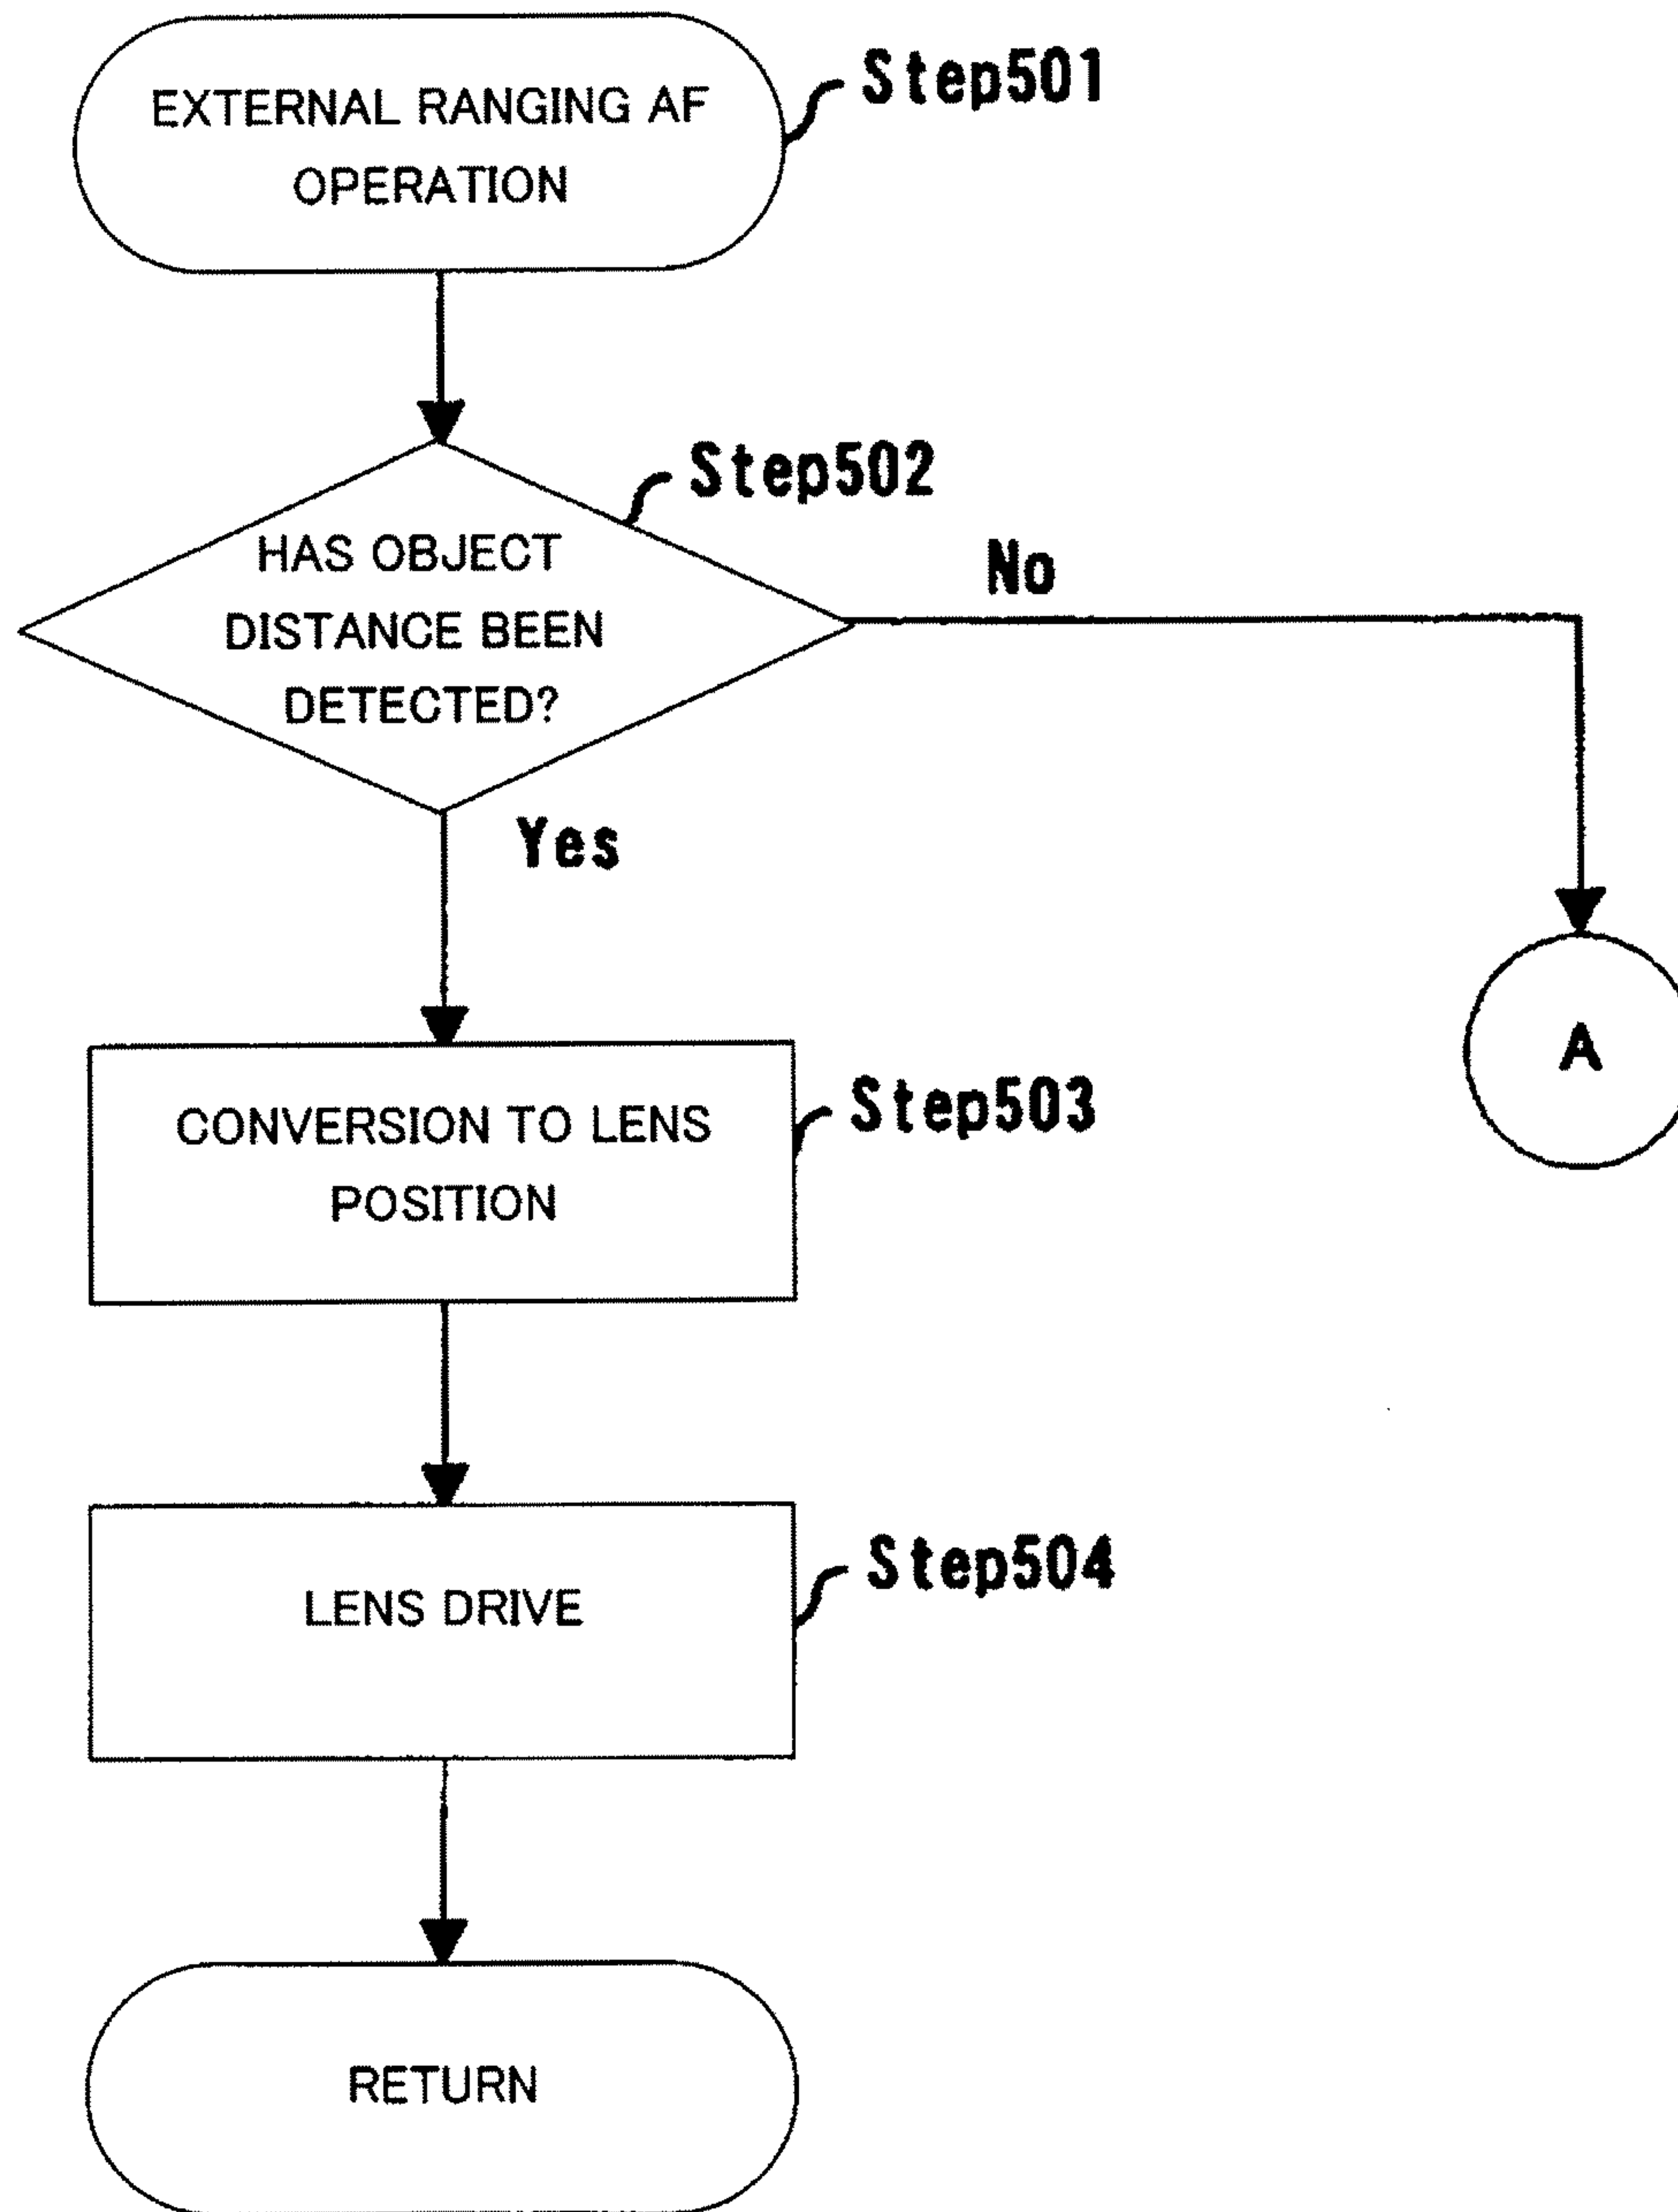 EXTERNAL RANGING AF
OPERATION
Step501
Step502
HAS OBJECT
DISTANCE BEEN
DETECTED?
No
Yes
A
CONVERSION TO LENS
POSITION
Step503
LENS DRIVE
Step504
RETURN